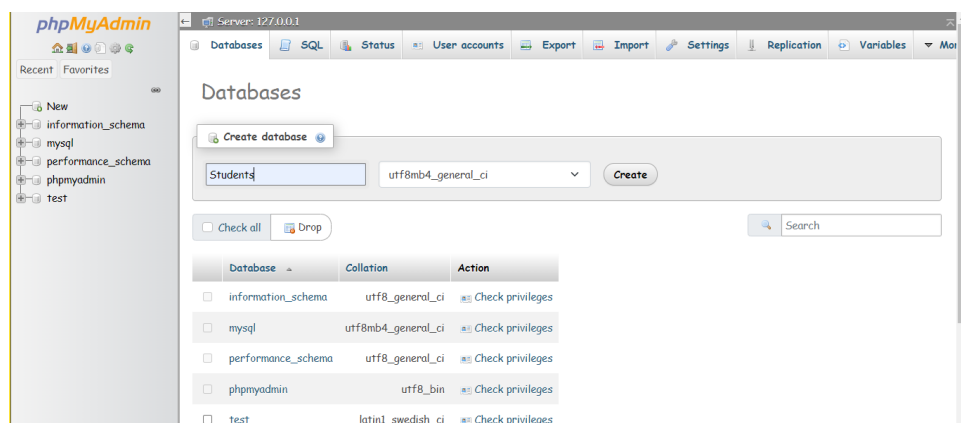 phpMyAdmin
Recent Favorites
New
information_schema
mysql
performance_schema
phpmyadmin
test
Server: 127.0.0.1
Databases SQL Status User accounts Export Import Settings Replication Variables Mor
Databases
Create database
Students utf8mb4_general_ci Create
Check all Drop Search
Database Collation Action
information_schema utf8_general_ci Check privileges
mysql utf8mb4_general_ci Check privileges
performance_schema utf8_general_ci Check privileges
phpmyadmin utf8_bin Check privileges
test latin1_swedish_ci Check privileges